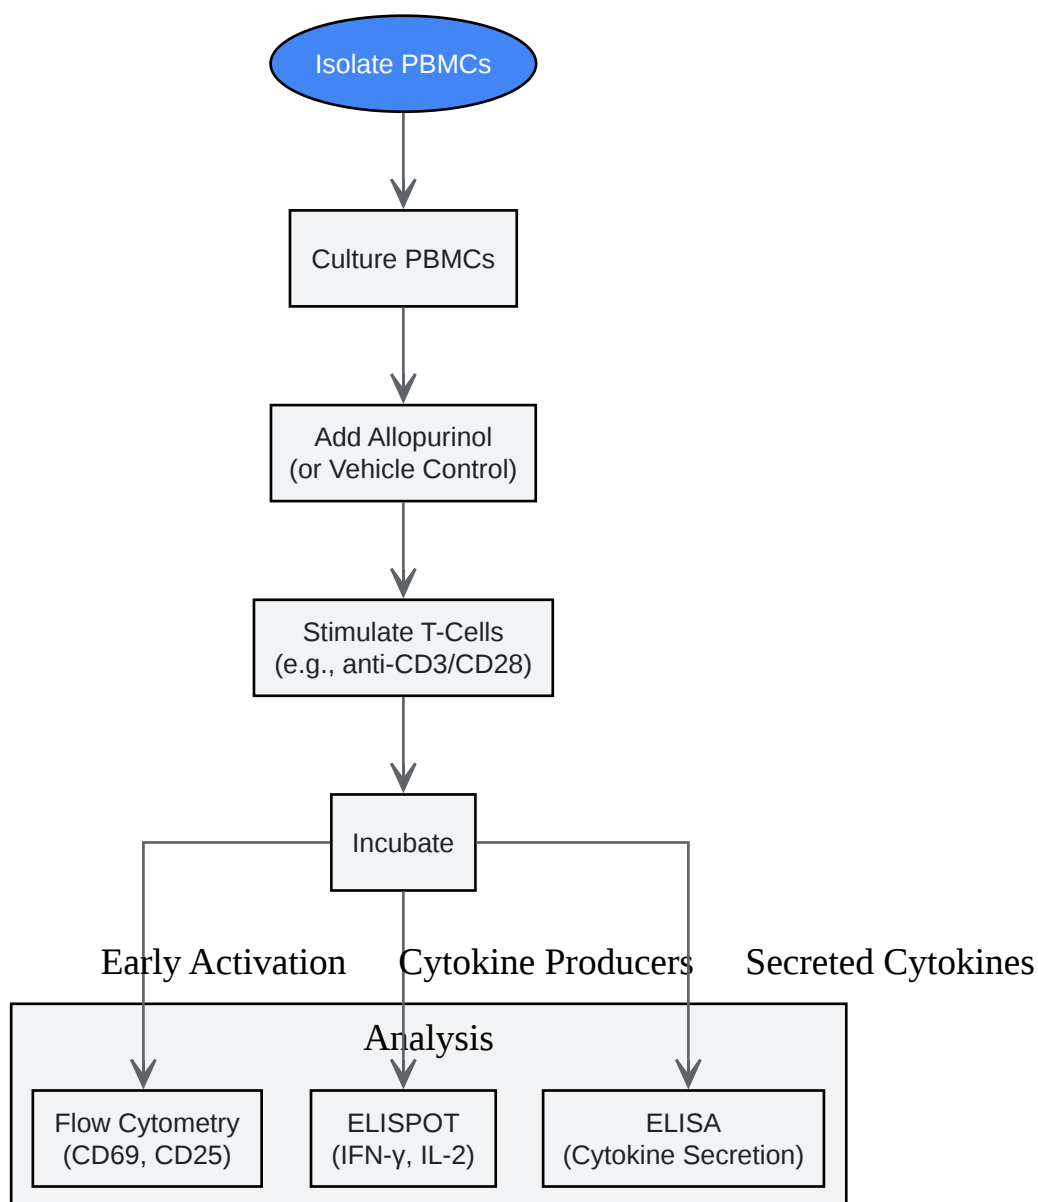 Isolate PBMCs
Culture PBMCs
Add Allopurinol
(or Vehicle Control)
Stimulate T-Cells
(e.g., anti-CD3/CD28)
Incubate
Early Activation
Cytokine Producers
Secreted Cytokines
Analysis
Flow Cytometry
(CD69, CD25)
ELISPOT
(IFN-γ, IL-2)
ELISA
(Cytokine Secretion)